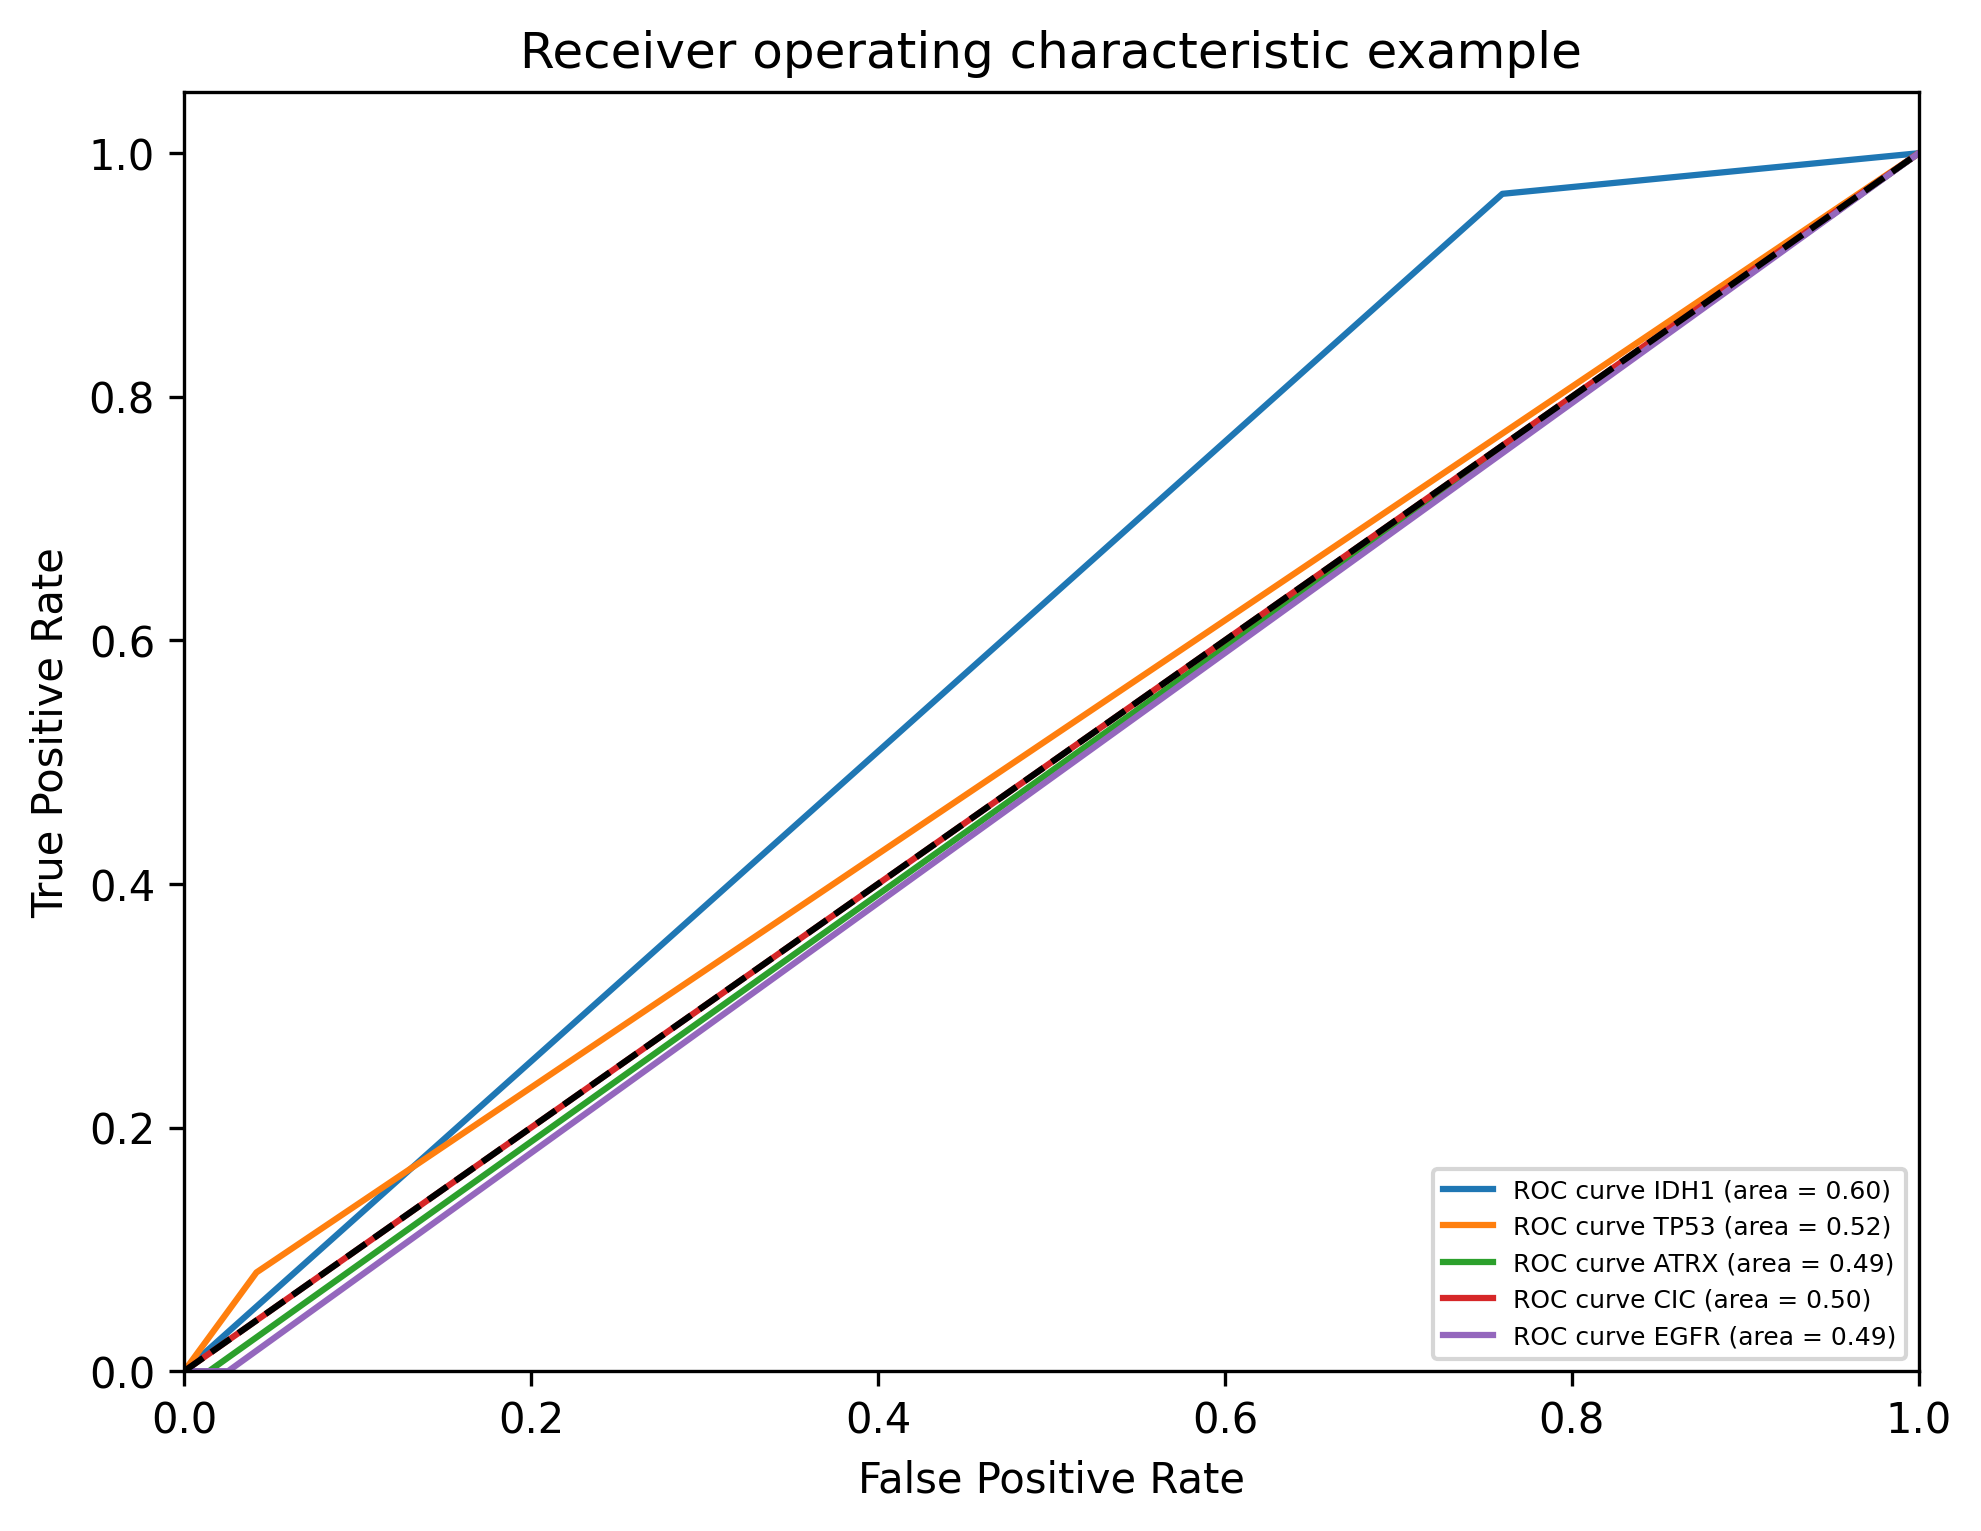 Receiver operating characteristic example
1.0
0.8
0.6
0.4
0.2
0.0
True Positive Rate
0.0 0.2 0.4 0.6 0.8 1.0
False Positive Rate
ROC curve IDH1 (area = 0.60)
ROC curve TP53 (area = 0.52)
ROC curve ATRX (area = 0.49)
ROC curve CIC (area = 0.50)
ROC curve EGFR (area = 0.49)